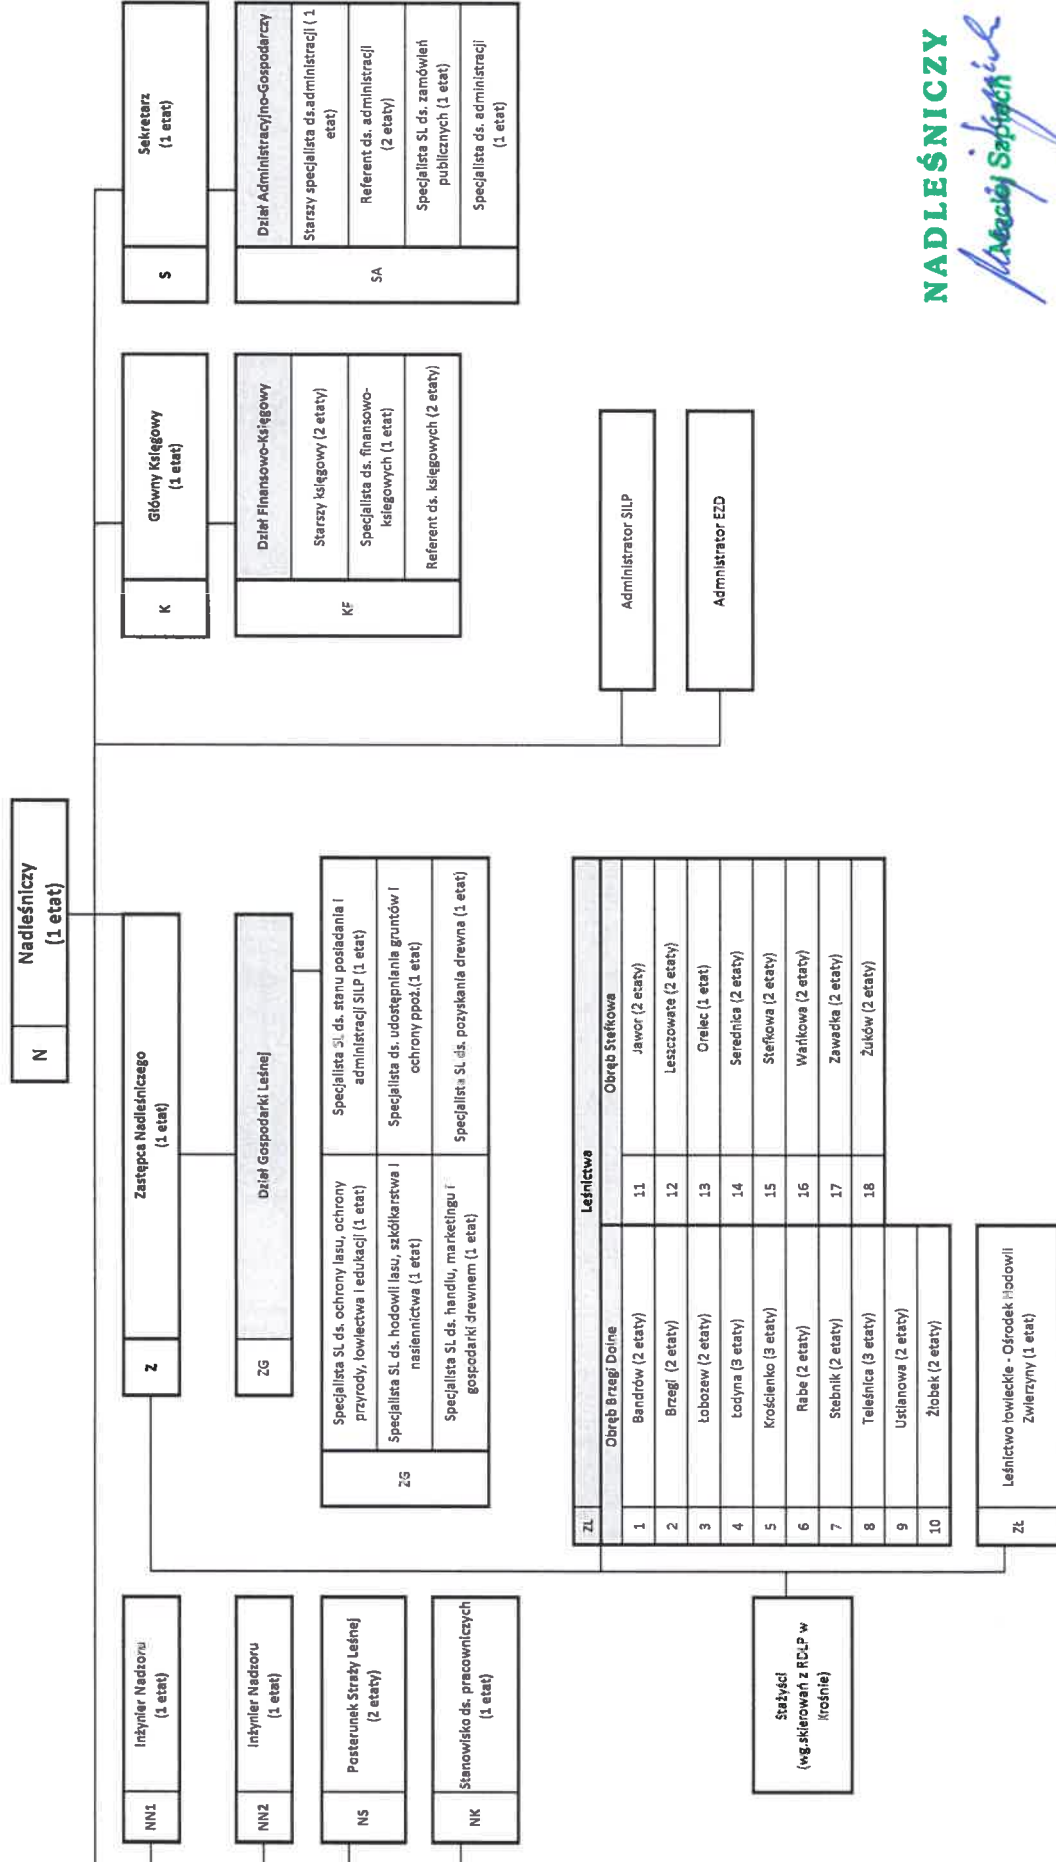 N
Nadleśniczy
(1 etat)
NN1
Inżynier Nadzoru
(1 etat)
NN2
Inżynier Nadzoru
(1 etat)
NS
Posterunek Straży Leśnej
(2 etaty)
NK
Stanowisko ds. pracowniczych
(1 etat)
Z
Zastępca Nadleśniczego
(1 etat)
ZG
Dział Gospodarki Leśnej
ZG
Specjalista SL ds. ochrony lasu, ochrony
przyrody, łowiectwa i edukacji (1 etat)
Specjalista SL ds. stanu posiadania i
administracji SILP (1 etat)
Specjalista SL ds. hodowli lasu, szkółkarstwa i
nasiennictwa (1 etat)
Specjalista ds. udostępniania gruntów i
ochrony ppoż.(1 etat)
Specjalista SL ds. handlu, marketingu i
gospodarki drewnem (1 etat)
Specjalista SL ds. pozyskania drewna (1 etat)
K
Główny Księgowy
(1 etat)
KF
Dział Finansowo-Księgowy
Starszy księgowy (2 etaty)
Specjalista ds. finansowo-
ksiegowych (1 etat)
Referent ds. księgowych (2 etaty)
S
Sekretarz
(1 etat)
SA
Dział Administracyjno-Gospodarczy
Starszy specjalista ds.administracji ( 1
etat)
Referent ds. administracji
(2 etaty)
Specjalista SL ds. zamówień
publicznych (1 etat)
Specjalista ds. administracji
(1 etat)
Administrator SILP
Admnistrator EZD
ZL
Leśnictwa
Obręb Brzegi Dolne
Obręb Stefkowa
1 Bandrów (2 etaty) 11 Jawor (2 etaty)
2 Brzegi (2 etaty) 12 Leszczowate (2 etaty)
3 Łobozew (2 etaty) 13 Orelec (1 etat)
4 Łodyna (3 etaty) 14 Serednica (2 etaty)
5 Krościenko (3 etaty) 15 Stefkowa (2 etaty)
6 Rabe (2 etaty) 16 Wańkowa (2 etaty)
7 Stebnik (2 etaty) 17 Zawadka (2 etaty)
8 Teleśnica (3 etaty) 18 Żuków (2 etaty)
9 Ustianowa (2 etaty)
10 Żłobek (2 etaty)
ZŁ
Leśnictwo łowieckie - Ośrodek Hodowli
Zwierzyny (1 etat)
Stażyści
(wg.skierowań z RDLP w
Krośnie)
NADLEŚNICZY